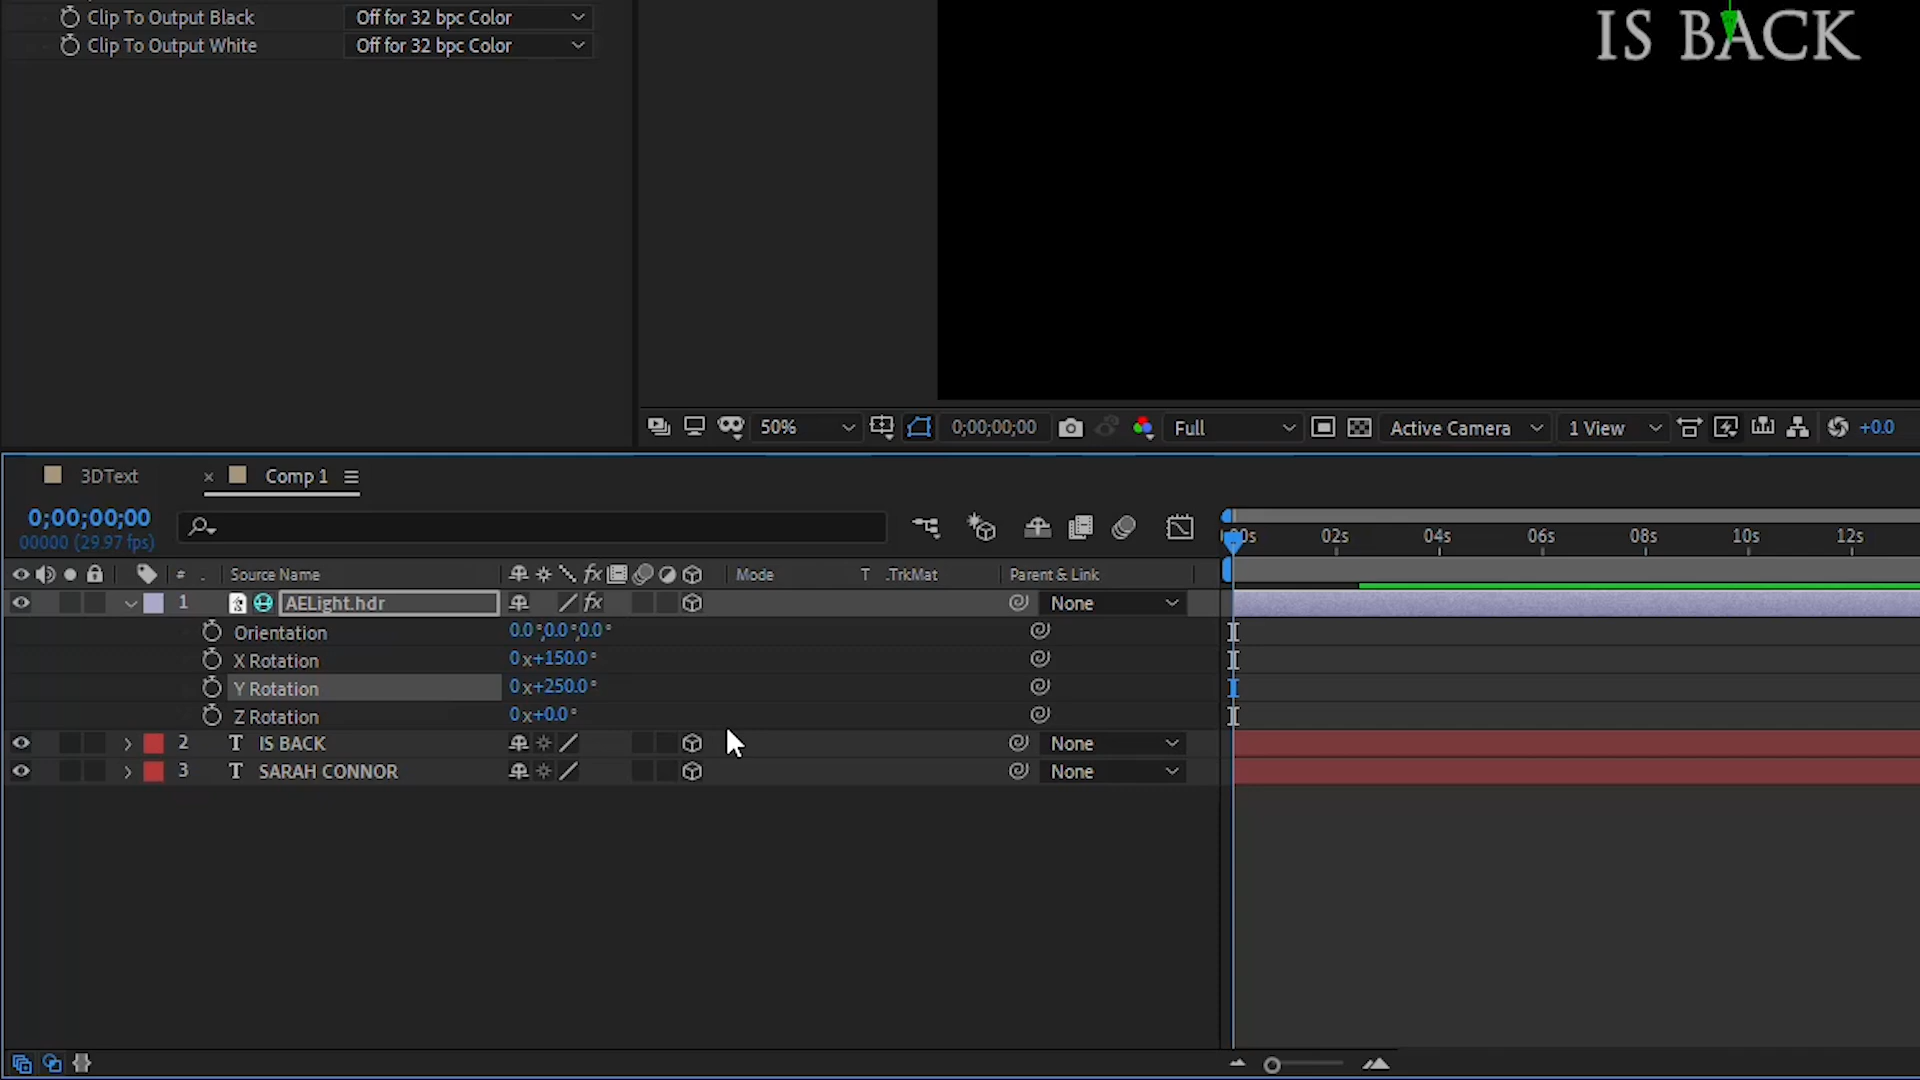 Clip To Output Black Off for 32 bpc Color
Clip To Output White Off for 32 bpc Color
IS BACK
50% 0;00;00;00 Full Active Camera 1 View +0.0
3DText × Comp 1
0;00;00;00
00000 (29.97 fps)
:00s 02s 04s 06s 08s 10s 12s
# . Source Name fx Mode T .TrkMat Parent & Link
1 AELight.hdr fx None
Orientation 0.0°,0.0°,0.0°
X Rotation 0x+150.0°
Y Rotation 0x+250.0°
Z Rotation 0x+0.0°
2 T IS BACK None
3 T SARAH CONNOR None